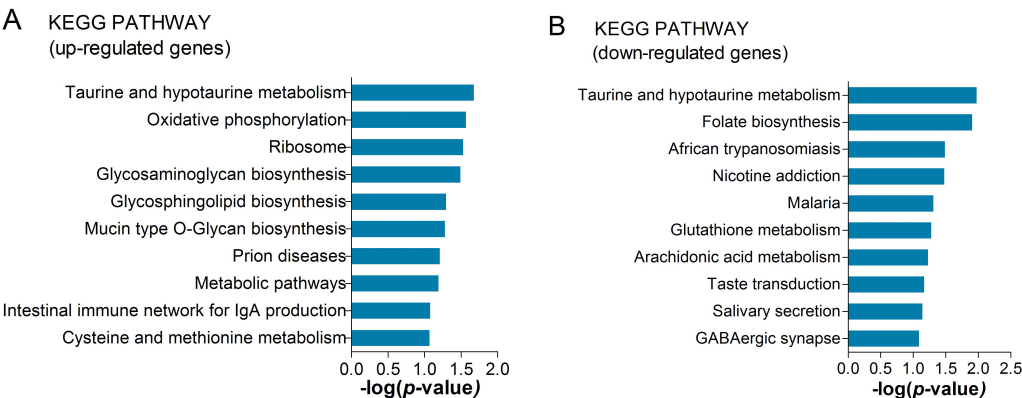 A
KEGG PATHWAY
(up-regulated genes)
Taurine and hypotaurine metabolism
Oxidative phosphorylation
Ribosome
Glycosaminoglycan biosynthesis
Glycosphingolipid biosynthesis
Mucin type O-Glycan biosynthesis
Prion diseases
Metabolic pathways
Intestinal immune network for IgA production
Cysteine and methionine metabolism
0.0 0.5 1.0 1.5 2.0
-log(p-value)
B
KEGG PATHWAY
(down-regulated genes)
Taurine and hypotaurine metabolism
Folate biosynthesis
African trypanosomiasis
Nicotine addiction
Malaria
Glutathione metabolism
Arachidonic acid metabolism
Taste transduction
Salivary secretion
GABAergic synapse
0.0 0.5 1.0 1.5 2.0 2.5
-log(p-value)